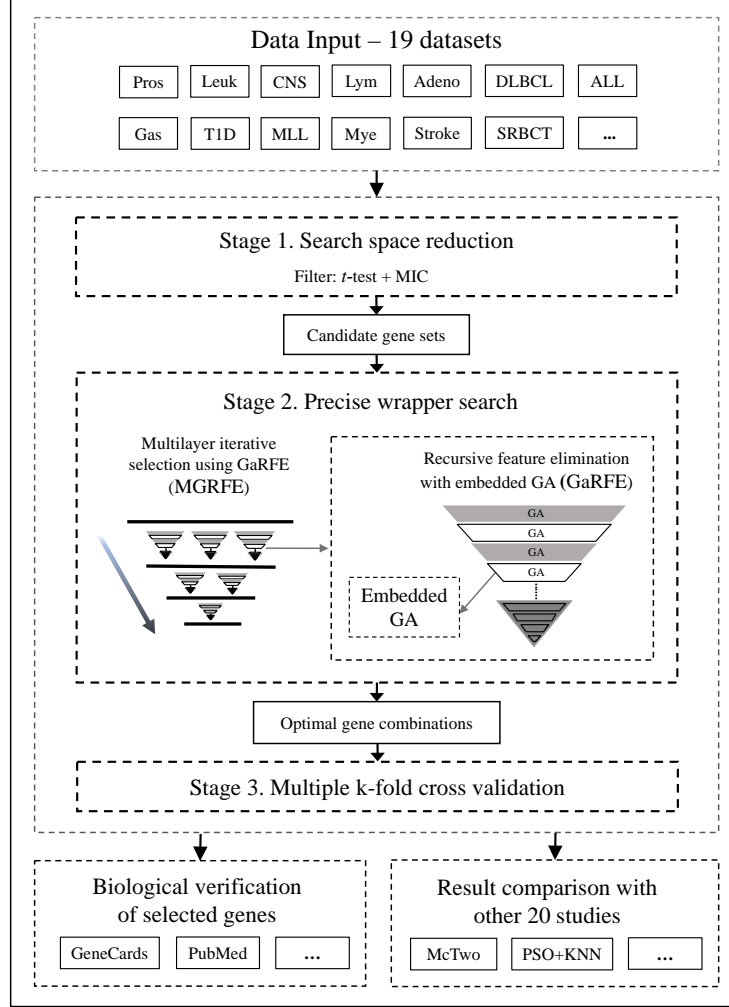 Data Input – 19 datasets
Pros Leuk CNS Lym Adeno DLBCL ALL
Gas T1D MLL Mye Stroke SRBCT ...
Stage 1. Search space reduction
Filter: t-test + MIC
Candidate gene sets
Stage 2. Precise wrapper search
Multilayer iterative
selection using GaRFE
(MGRFE)
Recursive feature elimination
with embedded GA (GaRFE)
GA
GA
GA
GA
Embedded
GA
Optimal gene combinations
Stage 3. Multiple k-fold cross validation
Biological verification
of selected genes
GeneCards PubMed ...
Result comparison with
other 20 studies
McTwo PSO+KNN ...